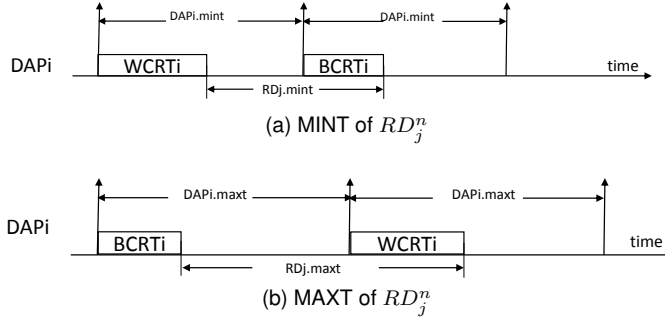 DAPi.mint DAPi.mint
DAPi WCRTi BCRTi time
RDj.mint
(a) MINT of RD_j^n
DAPi.maxt DAPi.maxt
DAPi BCRTi WCRTi time
RDj.maxt
(b) MAXT of RD_j^n